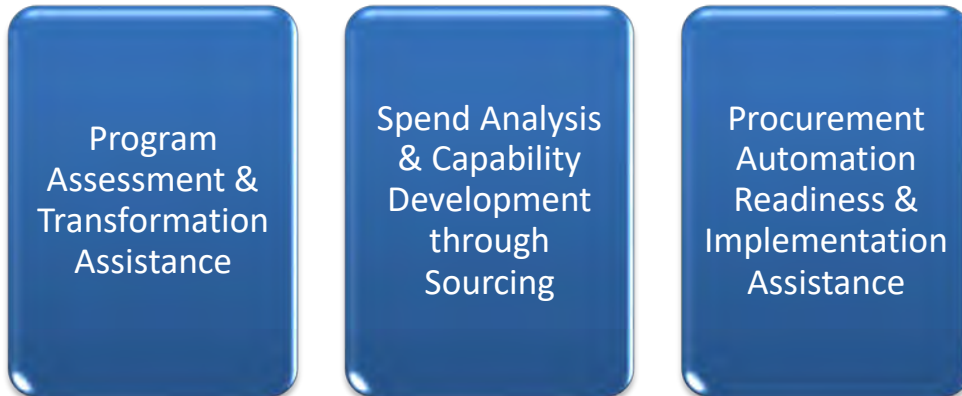 Program
Assessment &
Transformation
Assistance
Spend Analysis
& Capability
Development
through
Sourcing
Procurement
Automation
Readiness &
Implementation
Assistance